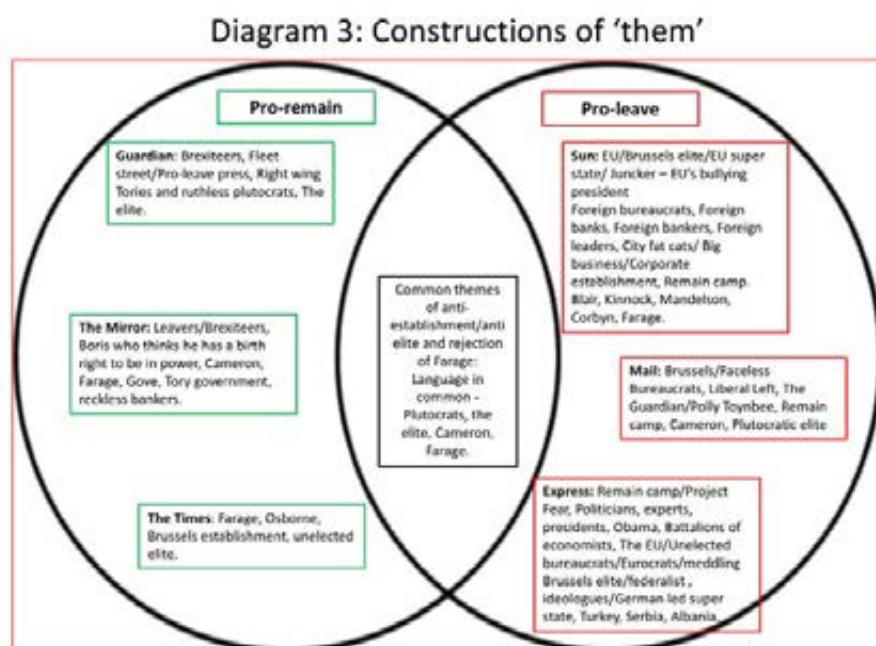 Diagram 3: Constructions of ‘them’
Pro-remain
Guardian: Brexiteers, Fleet
street/Pro-leave press, Right wing
Tories and ruthless plutocrats, The
elite.
The Mirror: Leavers/Brexiteers,
Boris who thinks he has a birth
right to be in power, Cameron,
Farage, Gove, Tory government,
reckless bankers.
The Times: Farage, Osborne,
Brussels establishment, unelected
elite.
Common themes
of anti-
establishment/anti
elite and rejection
of Farage:
Language in
common -
Plutocrats, the
elite, Cameron,
Farage.
Pro-leave
Sun: EU/Brussels elite/EU super
state/ Juncker – EU’s bullying
president
Foreign bureaucrats, Foreign
banks, Foreign bankers, Foreign
leaders, City fat cats/ Big
business/Corporate
establishment, Remain camp.
Blair, Kinnock, Mandelson,
Corbyn, Farage.
Mail: Brussels/Faceless
Bureaucrats, Liberal Left, The
Guardian/Polly Toynbee, Remain
camp, Cameron, Plutocratic elite
Express: Remain camp/Project
Fear, Politicians, experts,
presidents, Obama, Battalions of
economists, The EU/Unelected
bureaucrats/Eurocrats/meddling
Brussels elite/federalist ,
ideologues/German led super
state, Turkey, Serbia, Albania